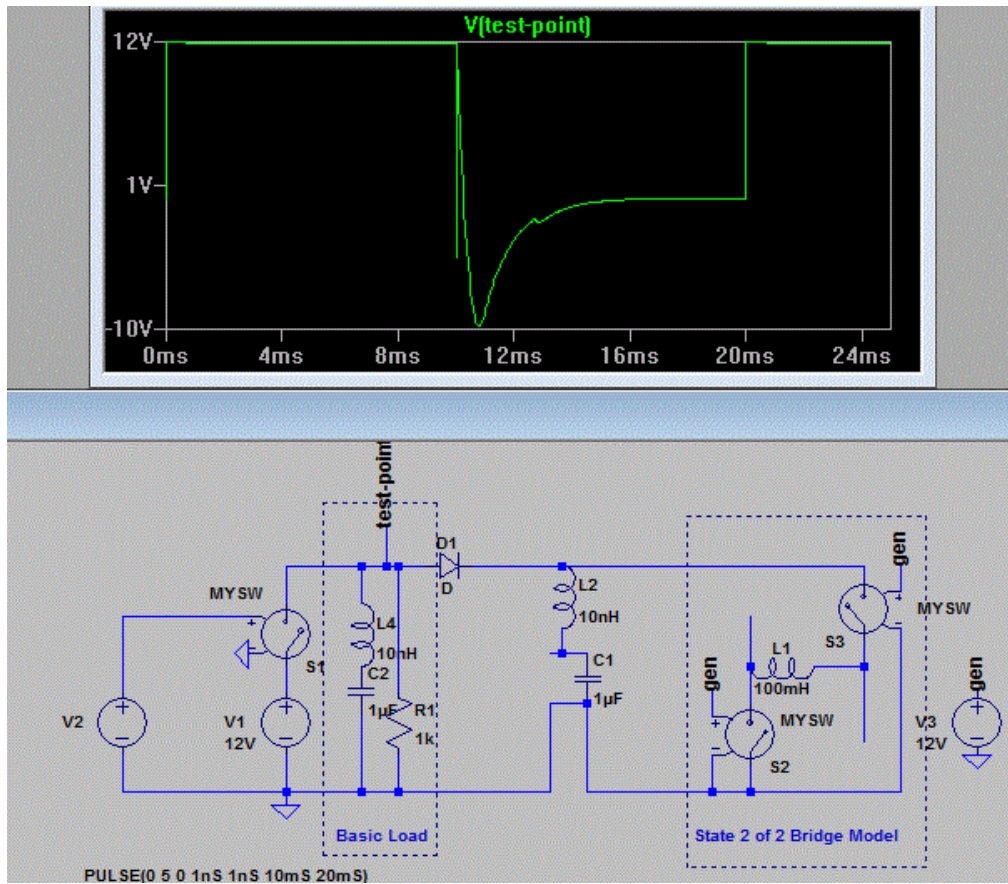 V(test-point)
12V
1V
-10V
0ms 4ms 8ms 12ms 16ms 20ms 24ms
test-point
D1
D
gen
MYSW
L2
10nH
MYSW
L4
10nH
S1
S3
C2
1µF
C1
1µF
L1
100mH
gen
V2
V1
12V
R1
1k
MYSW
V3
12V
S2
Basic Load
State 2 of 2 Bridge Model
PULSE(0 5 0 1nS 1nS 10mS 20mS)